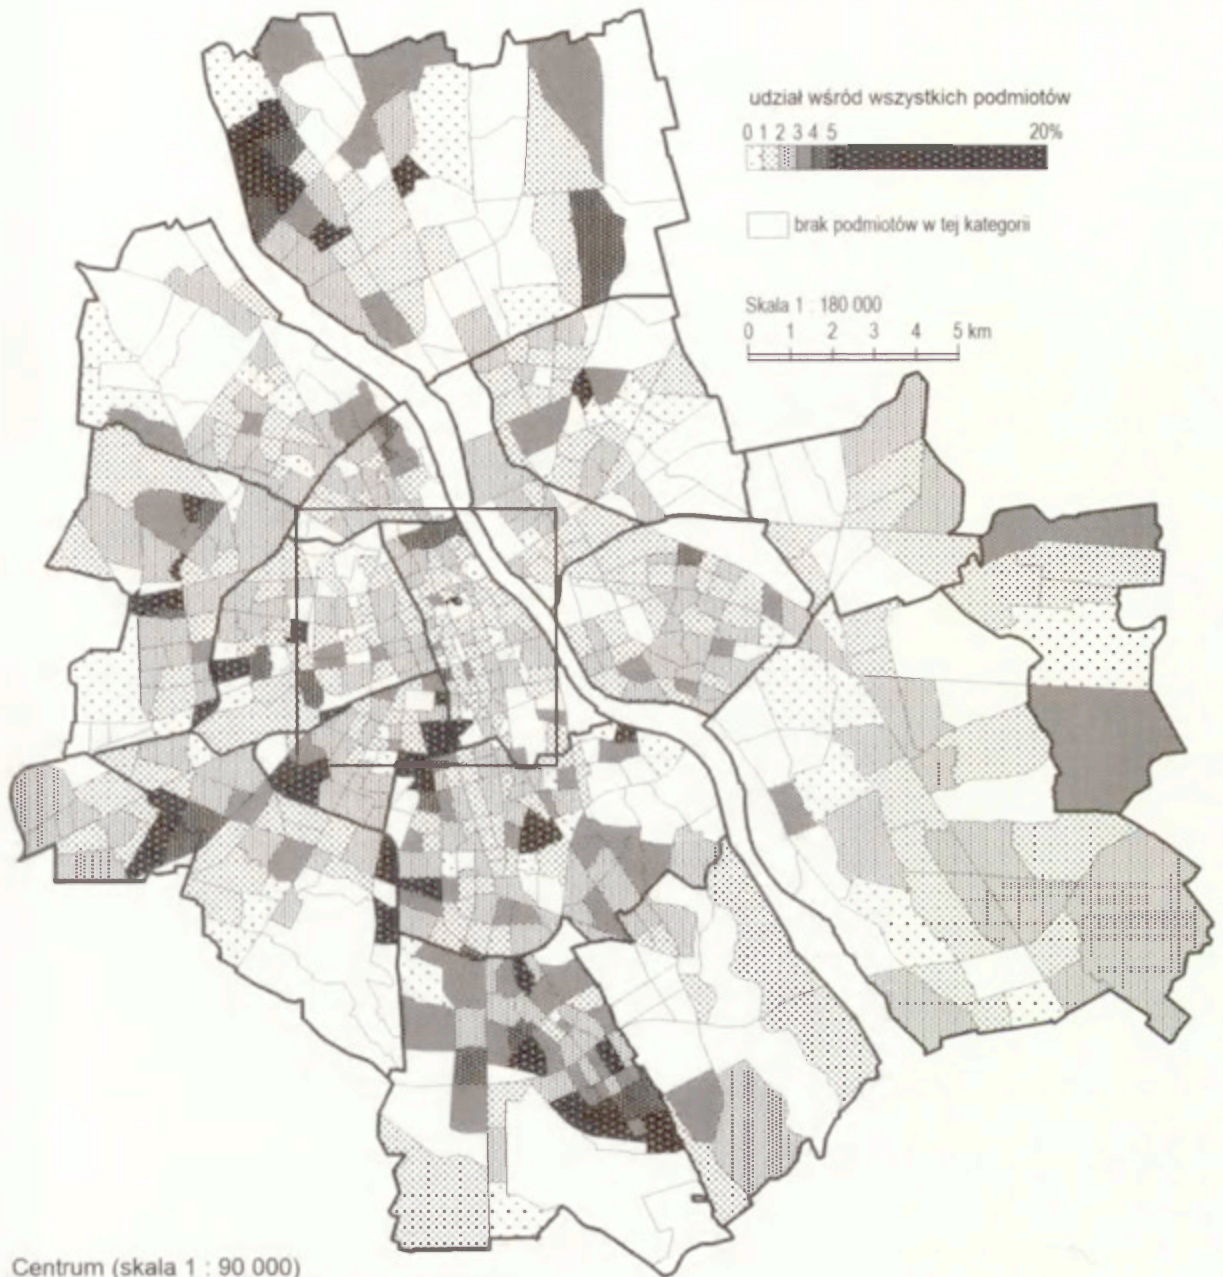 udział wśród wszystkich podmiotów
0 1 2 3 4 5 20%
brak podmiotów w tej kategorii
Skala 1 : 180 000
0 1 2 3 4 5 km
Centrum (skala 1 : 90 000)